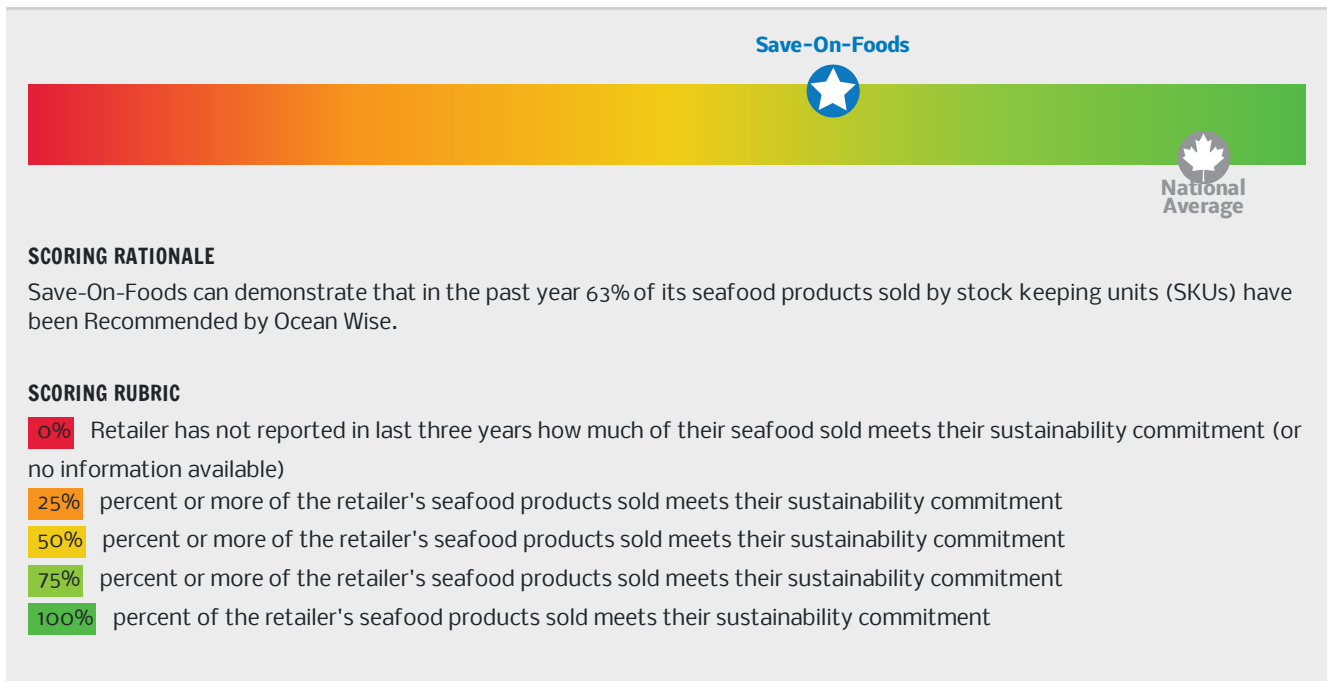 Save-On-Foods
National
Average
SCORING RATIONALE
Save-On-Foods can demonstrate that in the past year 63% of its seafood products sold by stock keeping units (SKUs) have
been Recommended by Ocean Wise.
SCORING RUBRIC
0% Retailer has not reported in last three years how much of their seafood sold meets their sustainability commitment (or
no information available)
25% percent or more of the retailer's seafood products sold meets their sustainability commitment
50% percent or more of the retailer's seafood products sold meets their sustainability commitment
75% percent or more of the retailer's seafood products sold meets their sustainability commitment
100% percent of the retailer's seafood products sold meets their sustainability commitment